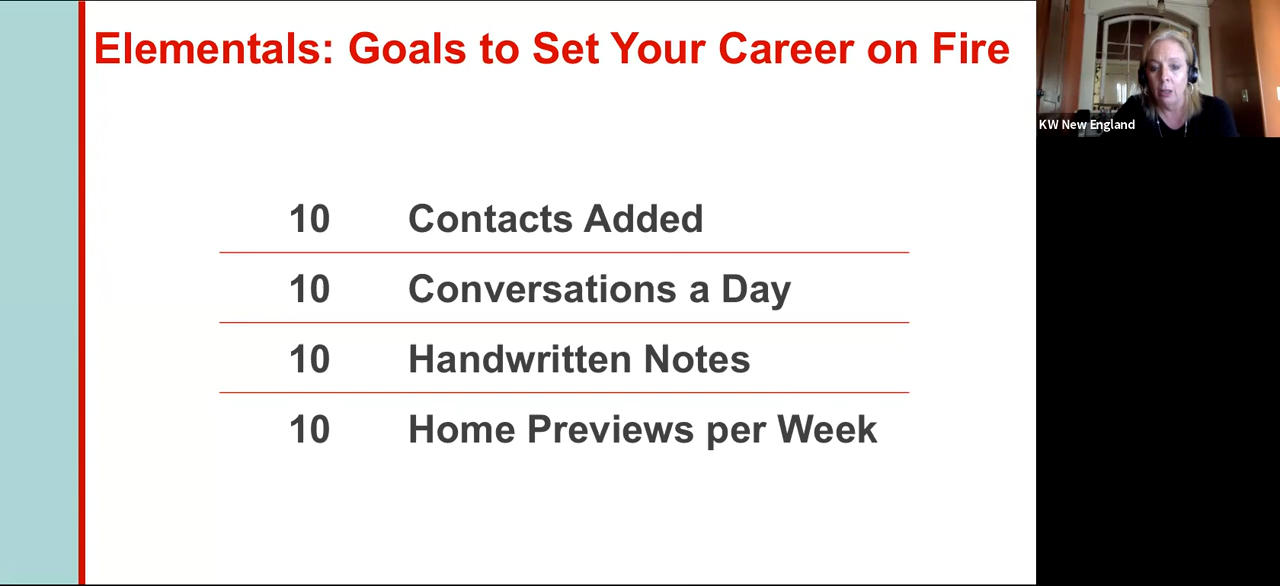 Elementals: Goals to Set Your Career on Fire
KW New England
10 Contacts Added
10 Conversations a Day
10 Handwritten Notes
10 Home Previews per Week